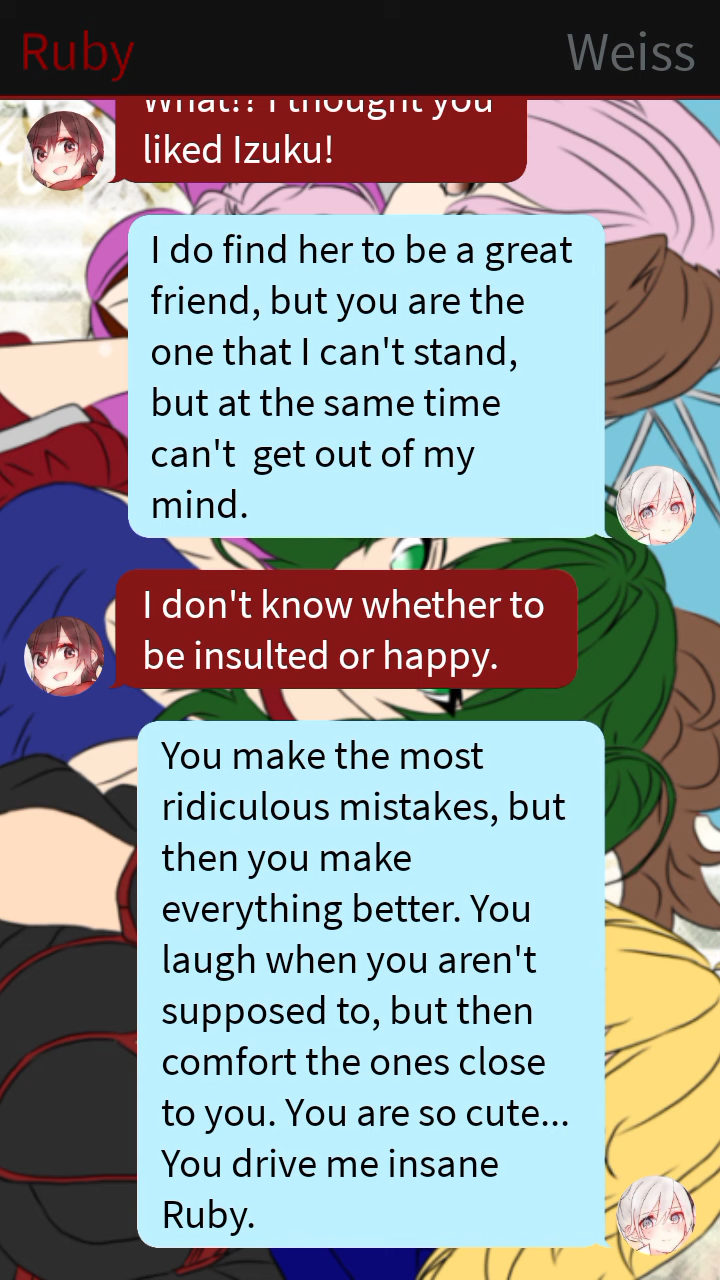 Ruby
Weiss
What!? I thought you
liked Izuku!
I do find her to be a great
friend, but you are the
one that I can't stand,
but at the same time
can't  get out of my
mind.
I don't know whether to
be insulted or happy.
You make the most
ridiculous mistakes, but
then you make
everything better. You
laugh when you aren't
supposed to, but then
comfort the ones close
to you. You are so cute...
You drive me insane
Ruby.